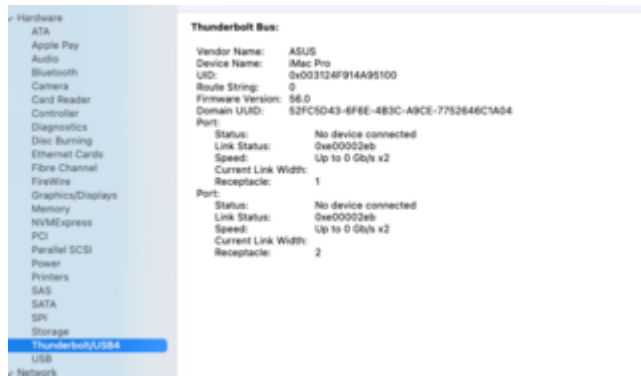 Hardware
ATA
Apple Pay
Audio
Bluetooth
Camera
Card Reader
Controller
Diagnostics
Disc Burning
Ethernet Cards
Fibre Channel
FireWire
Graphics/Displays
Memory
NVMExpress
PCI
Parallel SCSI
Power
Printers
SAS
SATA
SPI
Storage
Thunderbolt/USB4
USB
Network
Thunderbolt Bus:
Vendor Name: ASUS
Device Name: iMac Pro
UID: 0x003124F914A95100
Route String: 0
Firmware Version: 56.0
Domain UUID: 52FC5D43-6F6E-4B3C-A9CE-7752646C1A04
Port:
Status: No device connected
Link Status: 0xe00002eb
Speed: Up to 0 Gb/s x2
Current Link Width:
Receptacle: 1
Port:
Status: No device connected
Link Status: 0xe00002eb
Speed: Up to 0 Gb/s x2
Current Link Width:
Receptacle: 2